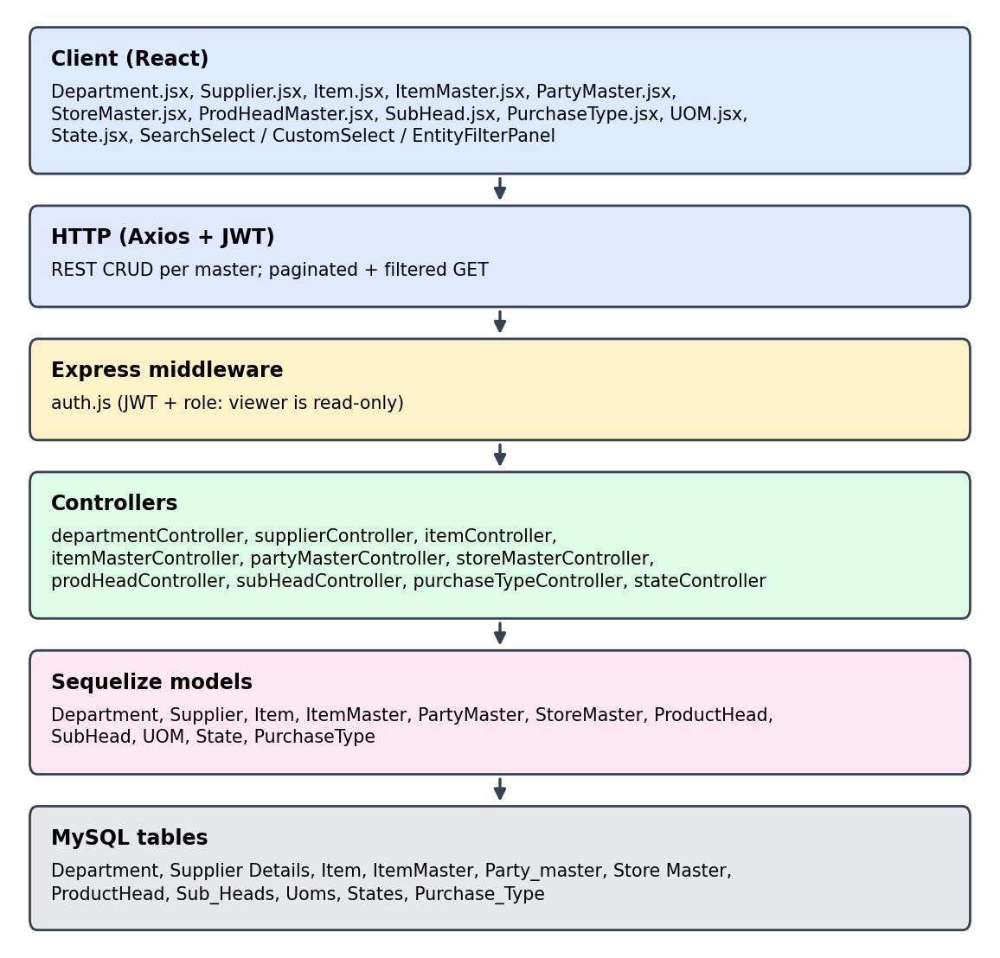 Client (React)
Department.jsx, Supplier.jsx, Item.jsx, ItemMaster.jsx, PartyMaster.jsx,
StoreMaster.jsx, ProdHeadMaster.jsx, SubHead.jsx, PurchaseType.jsx, UOM.jsx,
State.jsx, SearchSelect / CustomSelect / EntityFilterPanel
HTTP (Axios + JWT)
REST CRUD per master; paginated + filtered GET
Express middleware
auth.js (JWT + role: viewer is read-only)
Controllers
departmentController, supplierController, itemController,
itemMasterController, partyMasterController, storeMasterController,
prodHeadController, subHeadController, purchaseTypeController, stateController
Sequelize models
Department, Supplier, Item, ItemMaster, PartyMaster, StoreMaster, ProductHead,
SubHead, UOM, State, PurchaseType
MySQL tables
Department, Supplier Details, Item, ItemMaster, Party_master, Store Master,
ProductHead, Sub_Heads, Uoms, States, Purchase_Type